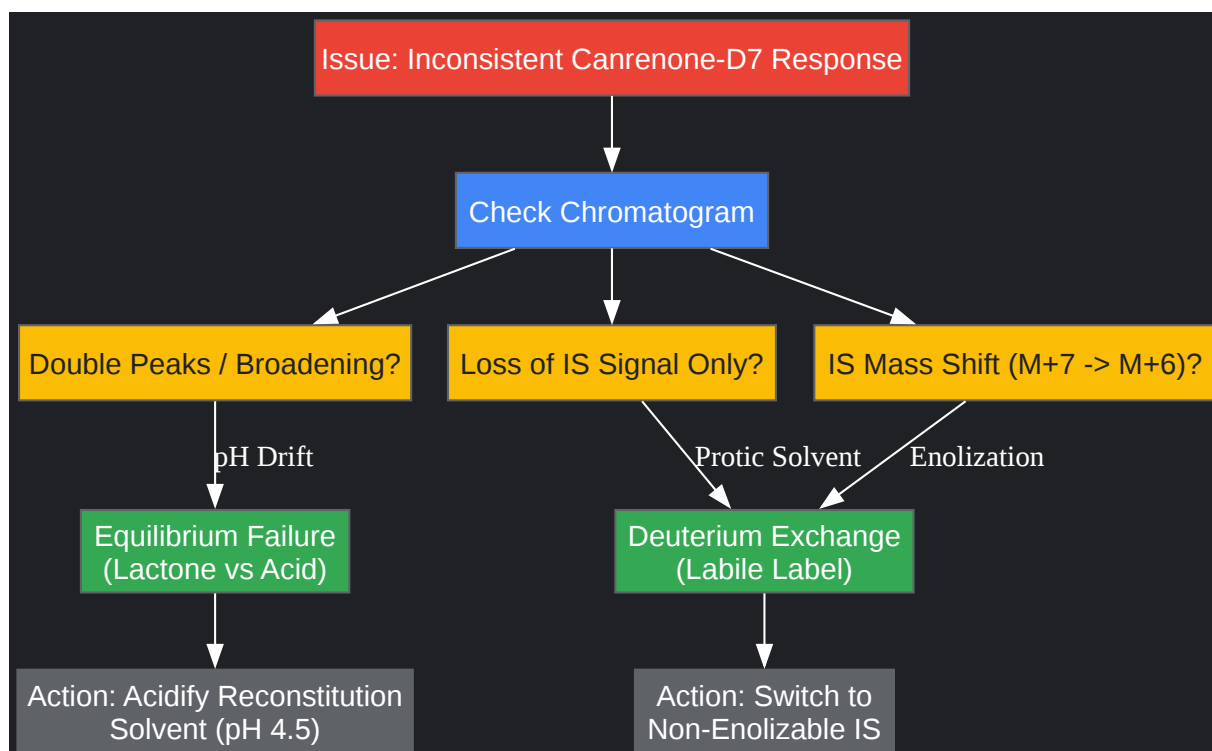 Issue: Inconsistent Canrenone-D7 Response
Check Chromatogram
Double Peaks / Broadening?
Loss of IS Signal Only?
IS Mass Shift (M+7 -> M+6)?
pH Drift
Protic Solvent
Enolization
Equilibrium Failure
(Lactone vs Acid)
Deuterium Exchange
(Labile Label)
Action: Acidify Reconstitution
Solvent (pH 4.5)
Action: Switch to
Non-Enolizable IS